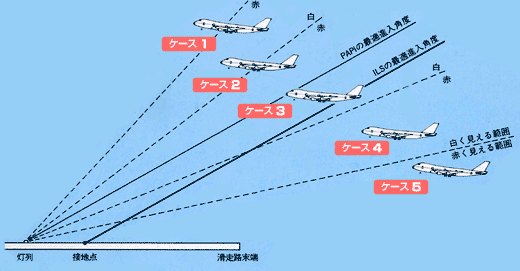 赤
白
赤
ケース 1
ケース 2
PAPIの最適進入角度
ILSの最適進入角度
白
赤
ケース 3
ケース 4
白く見える範囲
赤く見える範囲
ケース 5
灯列
接地点
滑走路末端